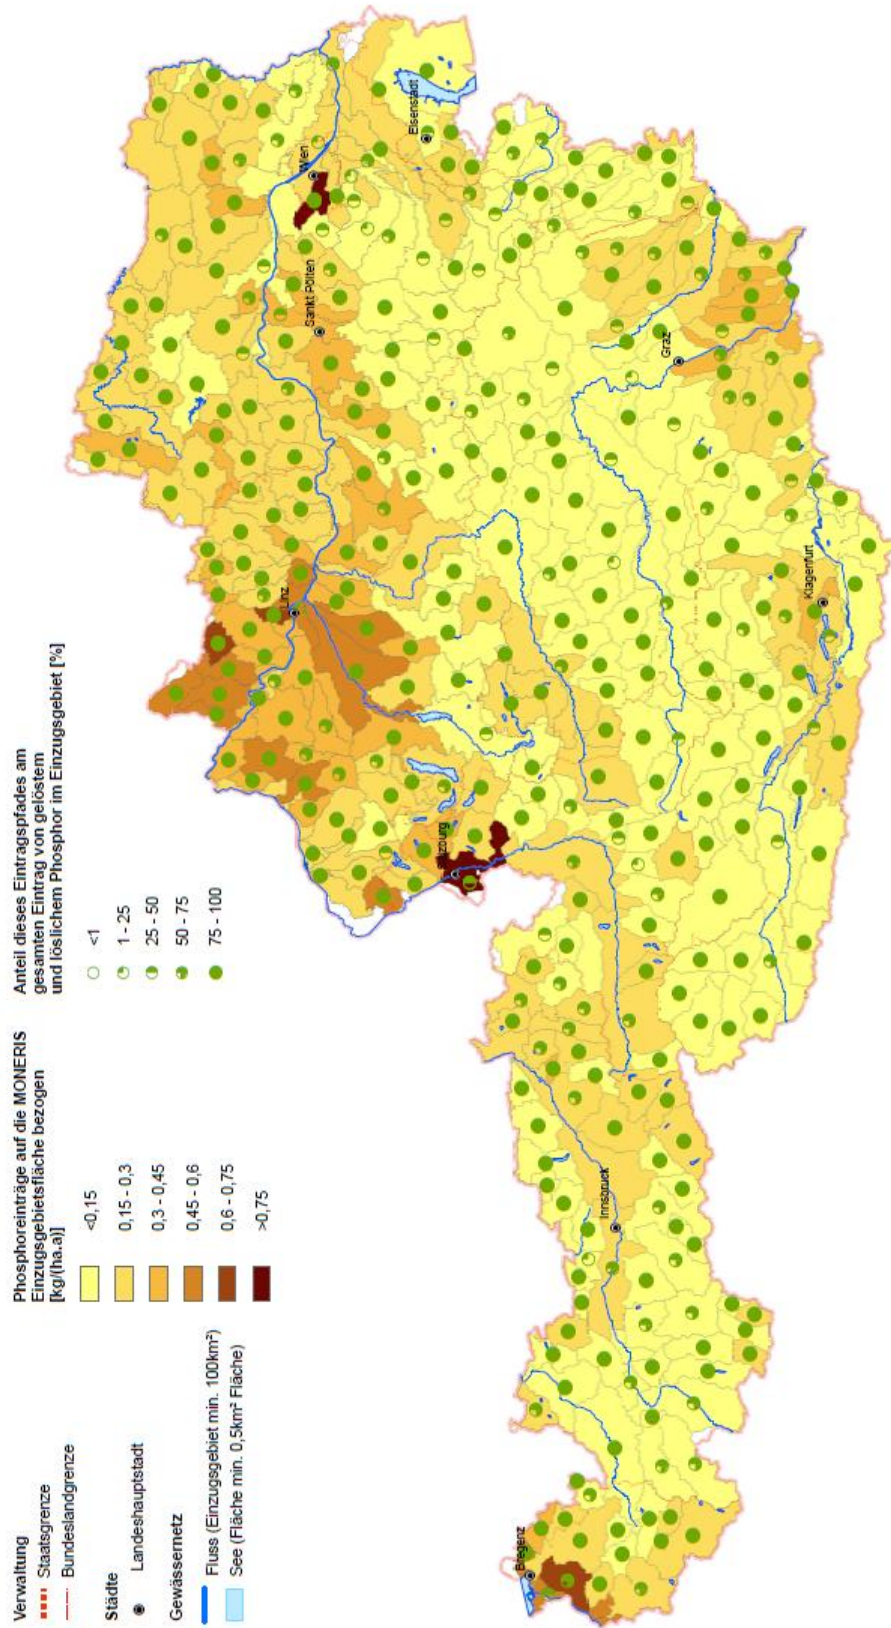 Verwaltung
Staatsgrenze
Bundeslandgrenze
Städte
Landeshauptstadt
Gewässernetz
Fluss (Einzugsgebiet min. 100km²)
See (Fläche min. 0,5km² Fläche)
Phosphoreinträge auf die MONERIS
Einzugsgebietsfläche bezogen
[kg/(ha.a)]
<0,15
0,15 - 0,3
0,3 - 0,45
0,45 - 0,6
0,6 - 0,75
>0,75
Anteil dieses Eintragspfades am
gesamten Eintrag von gelöstem
und löslichem Phosphor im Einzugsgebiet [%]
<1
1 - 25
25 - 50
50 - 75
75 - 100
Bregenz
Innsbruck
Linz
Sankt Pölten
Wien
Eisenstadt
Graz
Klagenfurt